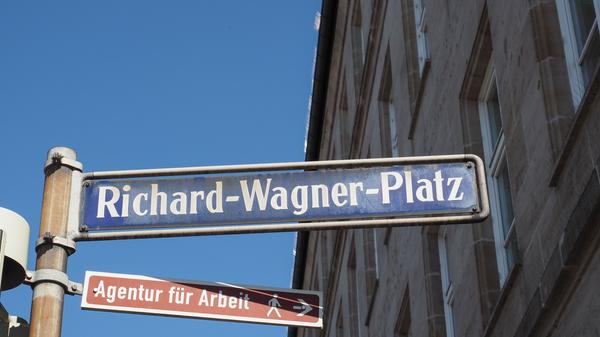 Richard-Wagner-Platz
Agentur für Arbeit